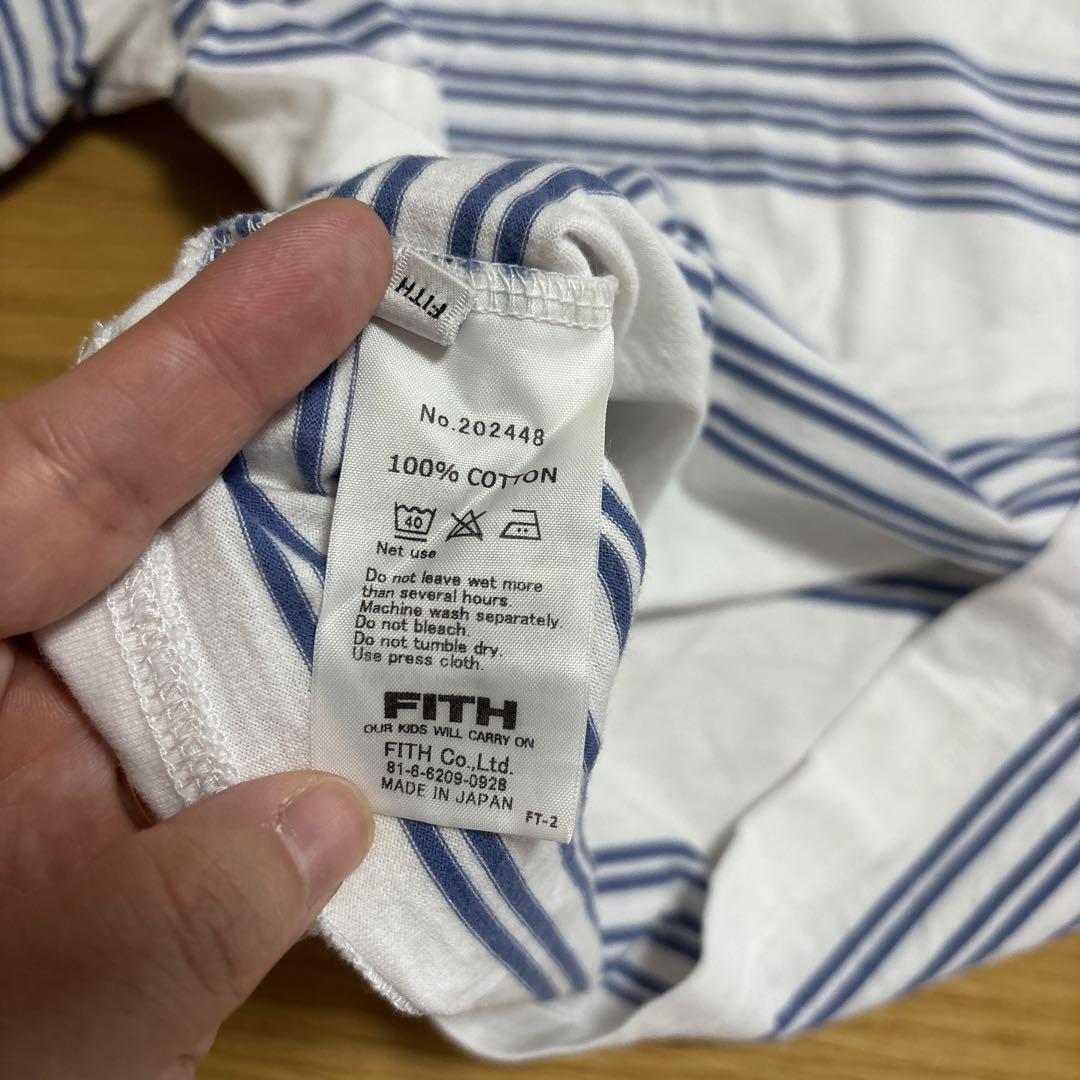 FITH
No.202448
100% COTTON
40
Net use
Do not leave wet more
than several hours.
Machine wash separately.
Do not bleach.
Do not tumble dry.
Use press cloth.
FITH
OUR KIDS WILL CARRY ON
FITH Co.,Ltd.
81-6-6209-0928
MADE IN JAPAN
FT-2